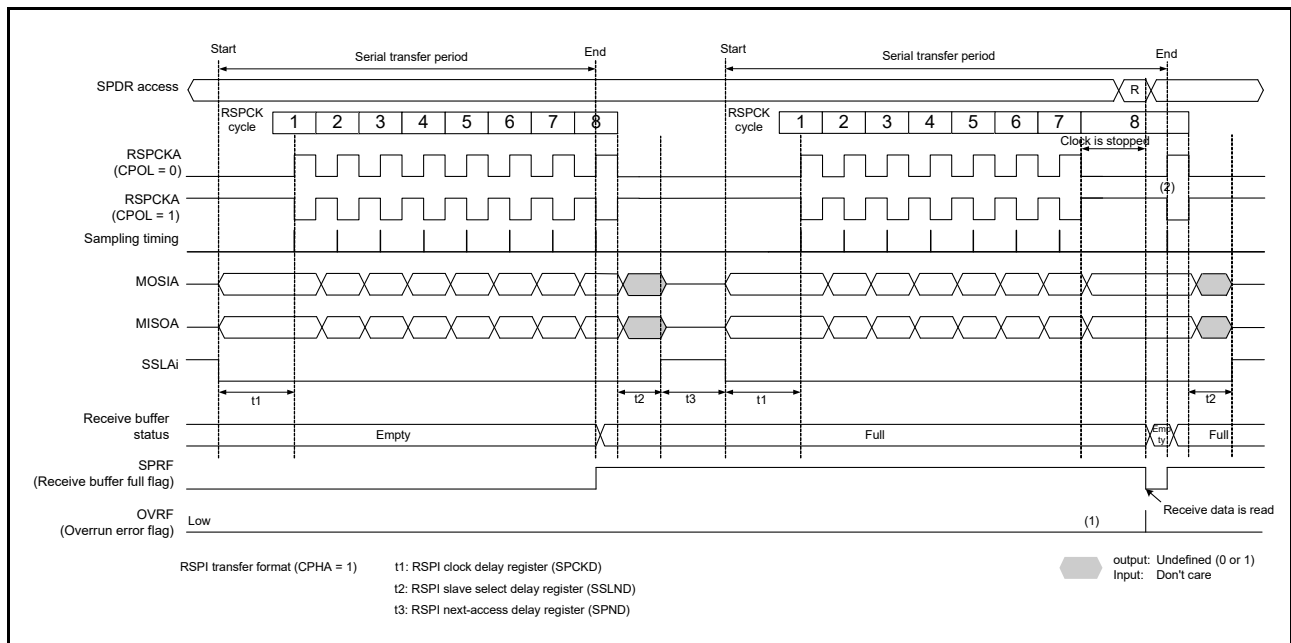 Start
Serial transfer period
End
Start
Serial transfer period
End
SPDR access
R
RSPCK
cycle
1 2 3 4 5 6 7 8
RSPCK
cycle
1 2 3 4 5 6 7 8
Clock is stopped
RSPCKA
(CPOL = 0)
RSPCKA
(CPOL = 1)
(2)
Sampling timing
MOSIA
MISOA
SSLAi
t1
t2
t3
t1
t2
Receive buffer
status
Empty
Full
Emp
ty
Full
SPRF
(Receive buffer full flag)
Receive data is read
OVRF
(Overrun error flag)
Low
(1)
RSPI transfer format (CPHA = 1)
t1: RSPI clock delay register (SPCKD)
t2: RSPI slave select delay register (SSLND)
t3: RSPI next-access delay register (SPND)
output: Undefined (0 or 1)
Input: Don't care